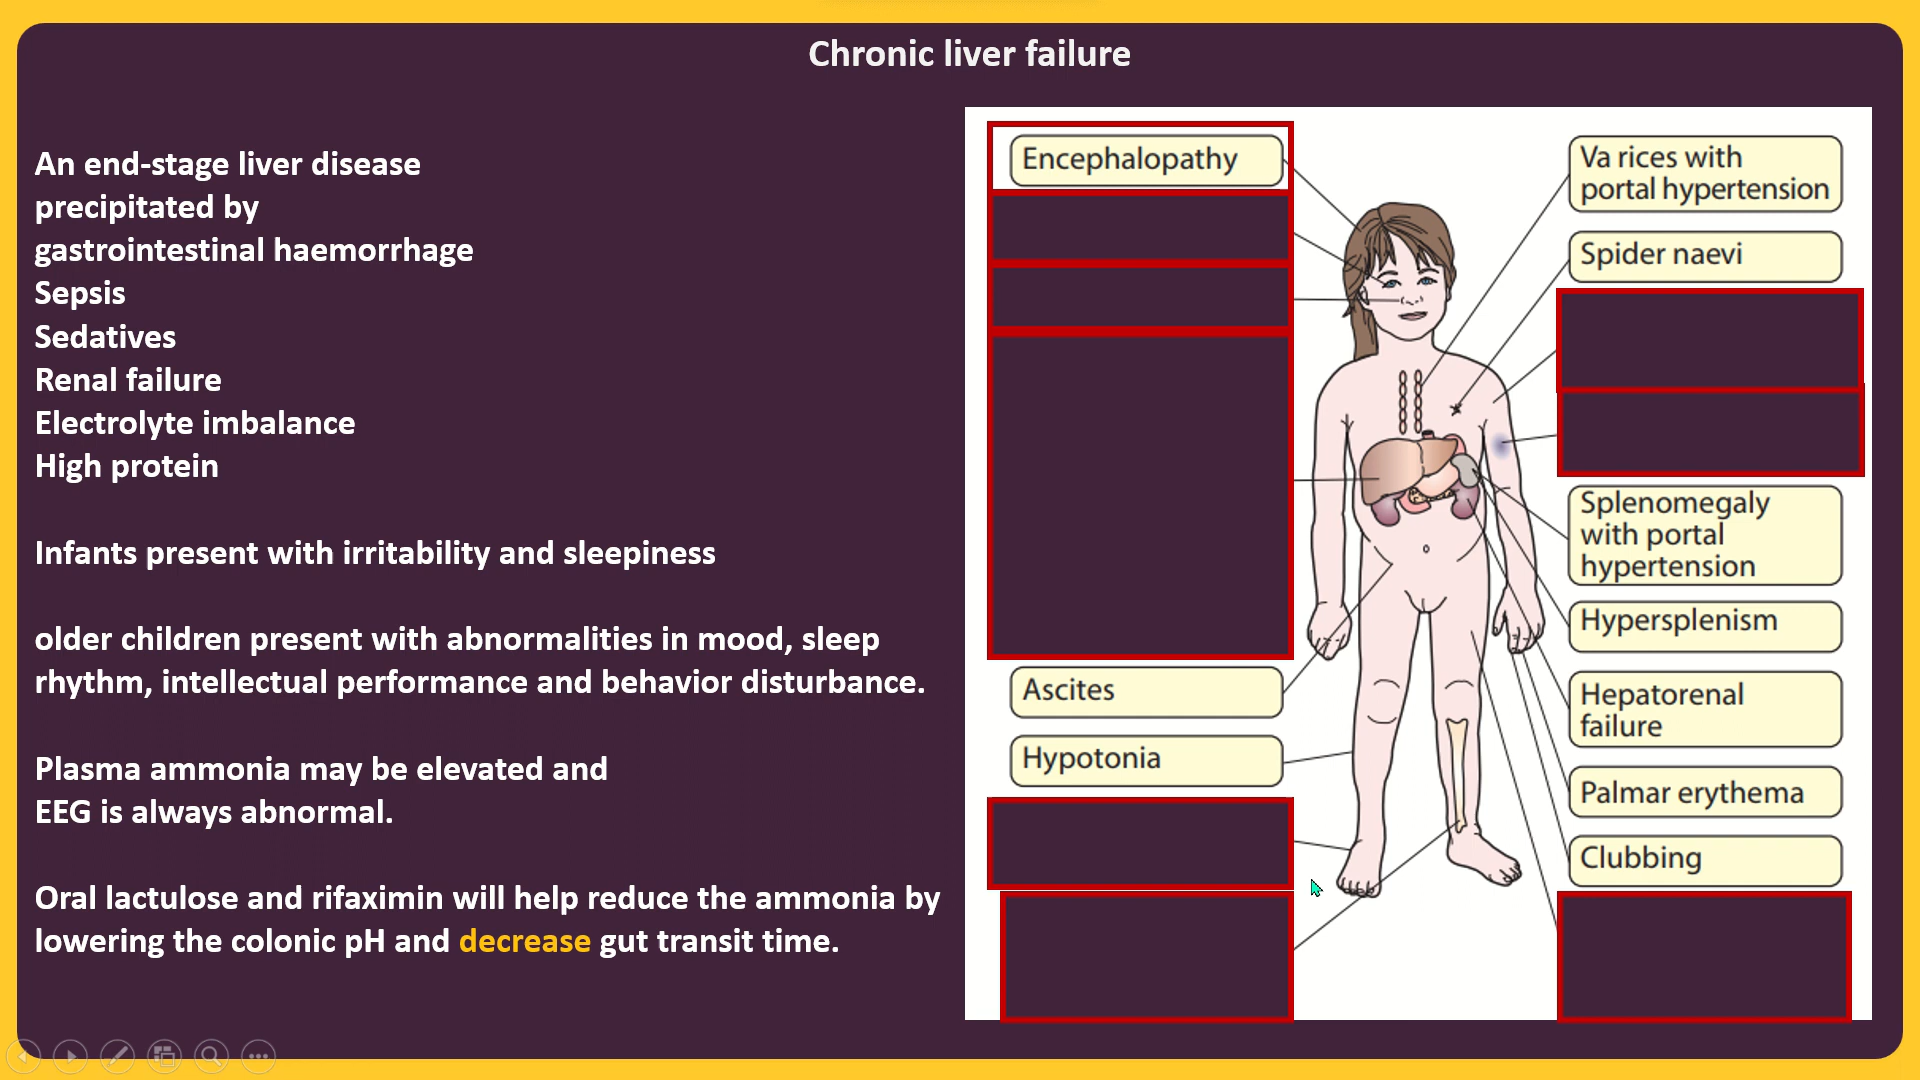 Chronic liver failure
An end-stage liver disease
precipitated by
gastrointestinal haemorrhage
Sepsis
Sedatives
Renal failure
Electrolyte imbalance
High protein
Infants present with irritability and sleepiness
older children present with abnormalities in mood, sleep
rhythm, intellectual performance and behavior disturbance.
Plasma ammonia may be elevated and
EEG is always abnormal.
Oral lactulose and rifaximin will help reduce the ammonia by
lowering the colonic pH and decrease gut transit time.
Encephalopathy
Ascites
Hypotonia
Va rices with
portal hypertension
Spider naevi
Splenomegaly
with portal
hypertension
Hypersplenism
Hepatorenal
failure
Palmar erythema
Clubbing